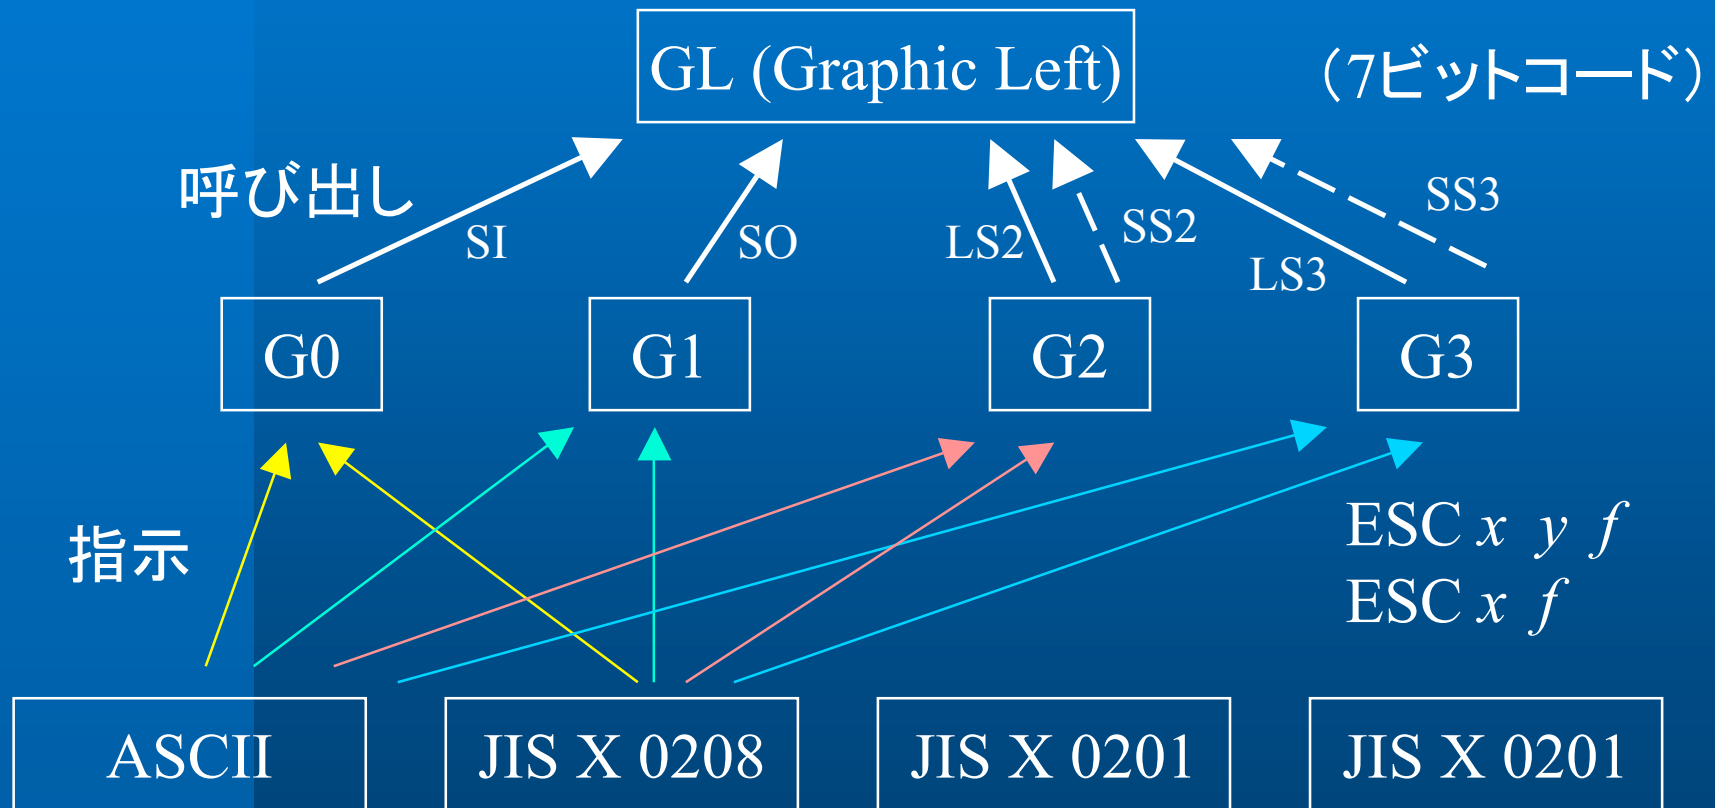 GL (Graphic Left)
（7ビットコード）
呼び出し
SI
SO
LS2
SS2
LS3
SS3
G0
G1
G2
G3
指示
ESC x y f
ESC x f
ASCII
JIS X 0208
JIS X 0201
JIS X 0201